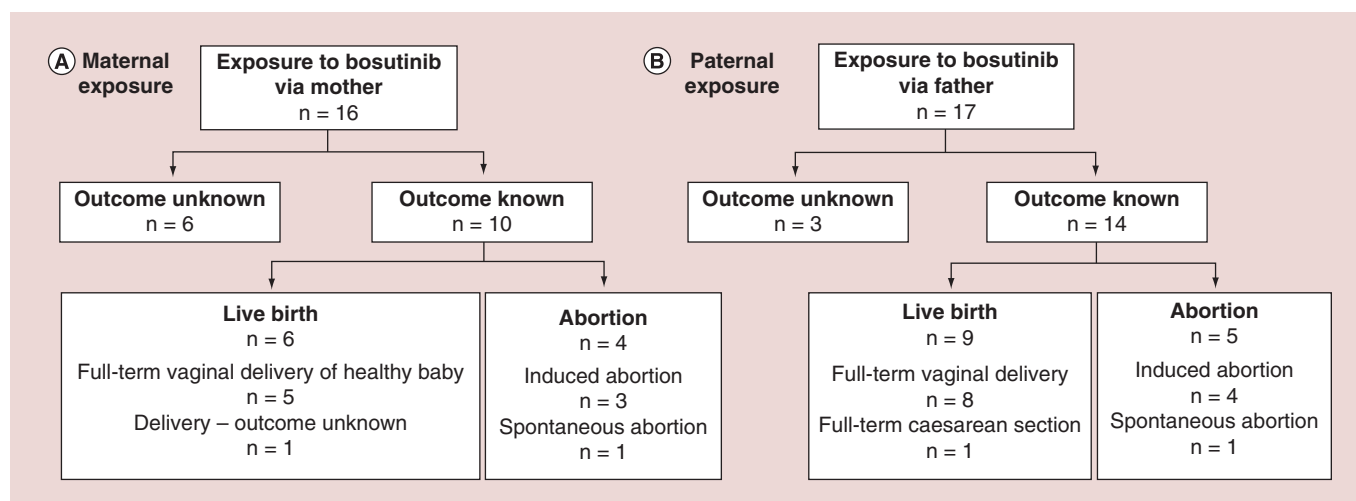 A Maternal
exposure
Exposure to bosutinib
via mother
n = 16
Outcome unknown
n = 6
Outcome known
n = 10
Live birth
n = 6
Full-term vaginal delivery of healthy baby
n = 5
Delivery – outcome unknown
n = 1
Abortion
n = 4
Induced abortion
n = 3
Spontaneous abortion
n = 1
B Paternal
exposure
Exposure to bosutinib
via father
n = 17
Outcome unknown
n = 3
Outcome known
n = 14
Live birth
n = 9
Full-term vaginal delivery
n = 8
Full-term caesarean section
n = 1
Abortion
n = 5
Induced abortion
n = 4
Spontaneous abortion
n = 1